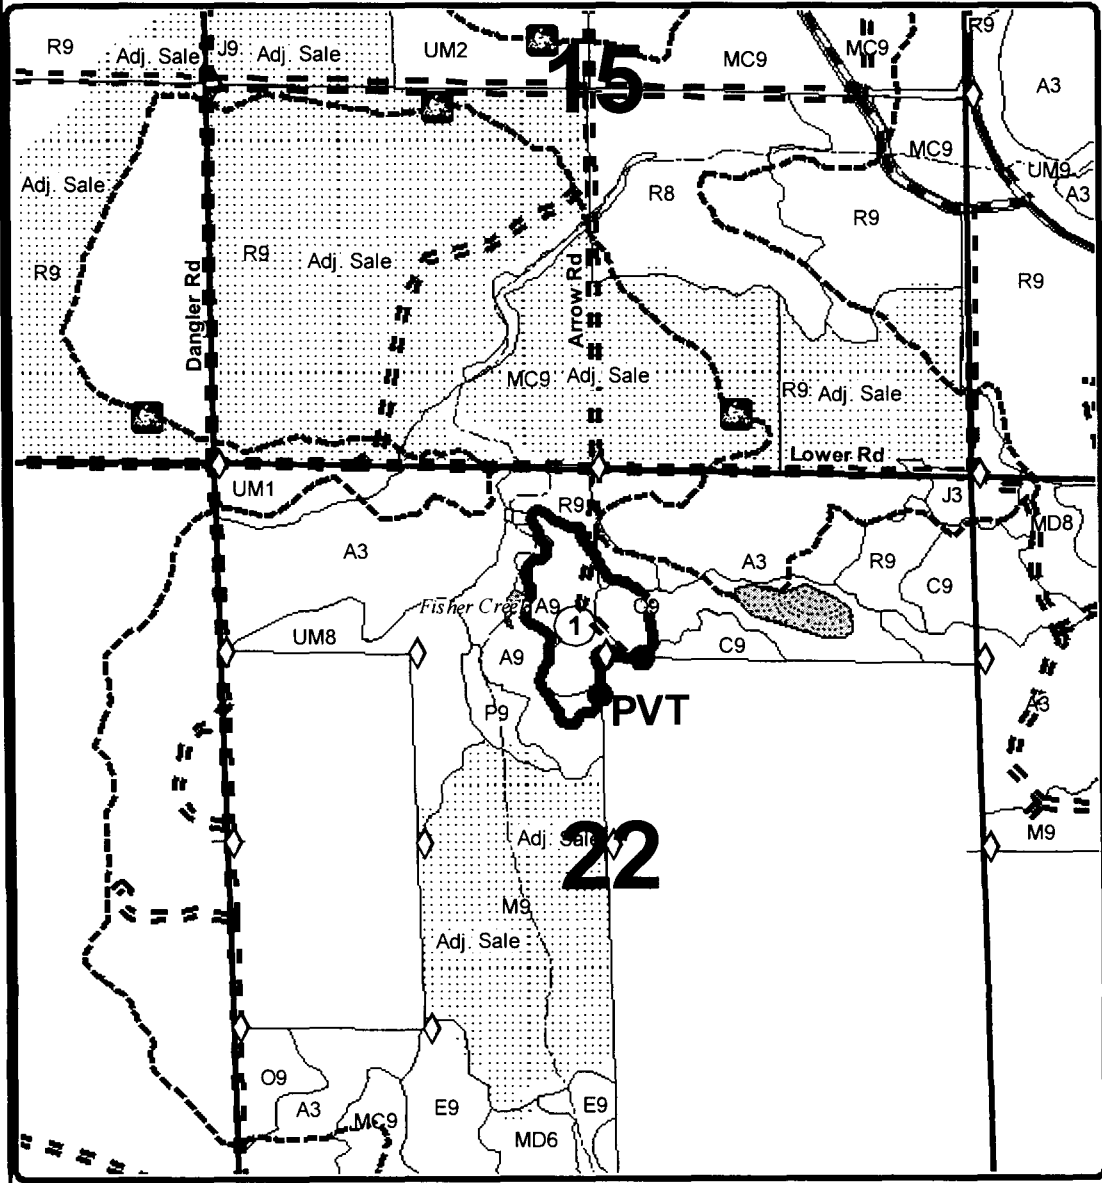 R9
Adj. Sale
J9
Adj. Sale
UM2
MC9
MC9
R9
15
A3
MC9
UM9
A3
Adj. Sale
R8
R9
R9
R9
Adj. Sale
R9
Dangler Rd
Arrow Rd
MC9
Adj. Sale
R9
Adj. Sale
Lower Rd
UM1
R9
J3
MD8
A3
A3
R9
C9
Fisher Creek
A9
C9
1
UM8
A9
C9
P9
PVT
A3
Adj. Sale
22
M9
M9
Adj. Sale
O9
A3
MC9
E9
E9
MD6